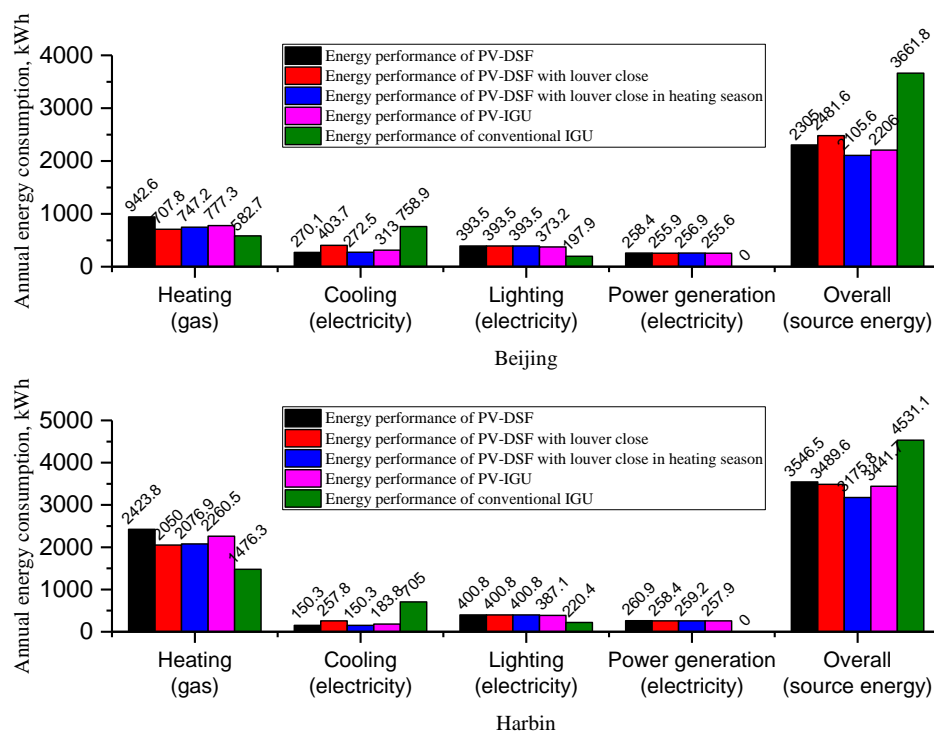 Annual energy consumption, kWh
4000
3000
2000
1000
0
Energy performance of PV-DSF
Energy performance of PV-DSF with louver close
Energy performance of PV-DSF with louver close in heating season
Energy performance of PV-IGU
Energy performance of conventional IGU
942.6
707.8
747.2
777.3
582.7
270.1
403.7
272.5
313
758.9
393.5
393.5
393.5
373.2
197.9
258.4
255.9
256.9
255.6
0
2305
2481.6
2105.6
2206
3661.8
Heating
(gas)
Cooling
(electricity)
Lighting
(electricity)
Power generation
(electricity)
Overall
(source energy)
Beijing
Annual energy consumption, kWh
5000
4000
3000
2000
1000
0
Energy performance of PV-DSF
Energy performance of PV-DSF with louver close
Energy performance of PV-DSF with louver close in heating season
Energy performance of PV-IGU
Energy performance of conventional IGU
2423.8
2050
2076.9
2260.5
1476.3
150.3
257.8
150.3
183.8
705
400.8
400.8
400.8
387.1
220.4
260.9
258.4
259.2
257.9
0
3546.5
3489.6
3175.8
3441.7
4531.1
Heating
(gas)
Cooling
(electricity)
Lighting
(electricity)
Power generation
(electricity)
Overall
(source energy)
Harbin